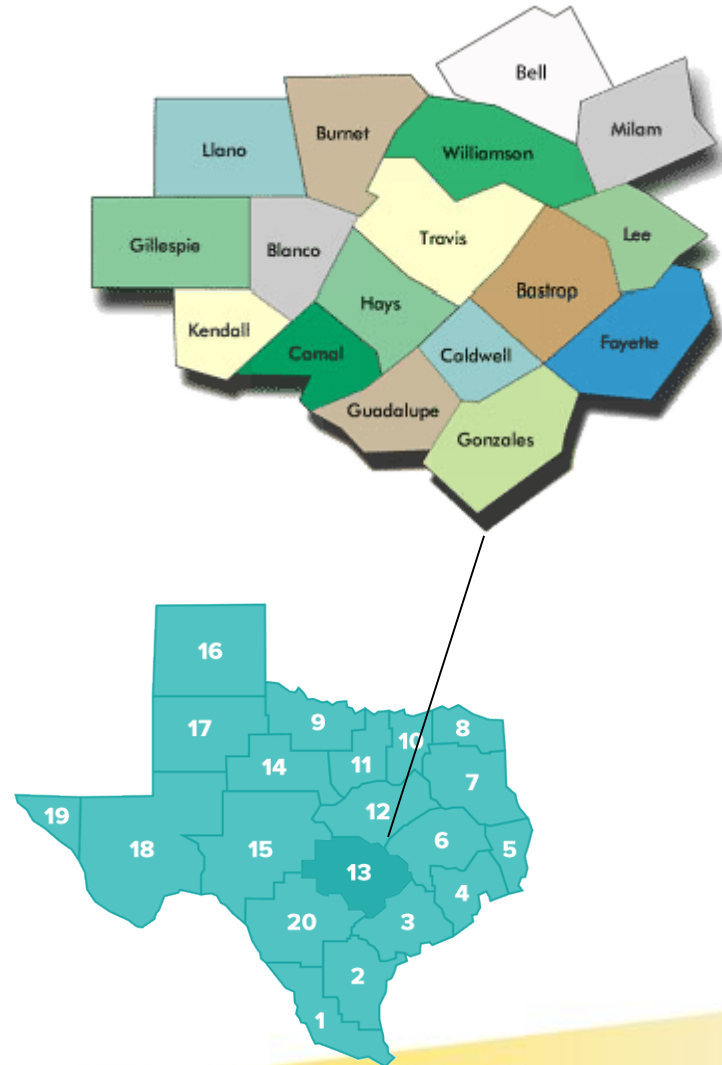 Bell
Milam
Burnet
Llano
Williamson
Travis
Lee
Gillespie
Blanco
Bastrop
Hays
Kendall
Fayette
Comal
Caldwell
Guadalupe
Gonzales
16
9
17
10
8
11
14
7
12
19
6
18
15
5
13
4
20
3
2
1